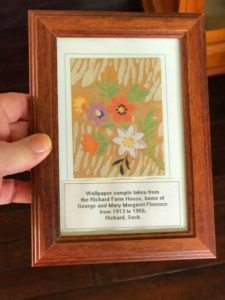 Wallpaper sample taken from
the Richard Farm House, home of
George and Mary Margaret Florence
from 1913 to 1956.
Richard, Sask.